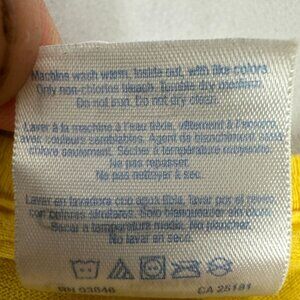 Machine wash warm, inside out, with like colors.
Only non-chlorine bleach. Tumble dry medium.
Do not iron. Do not dry clean.
Laver à la machine à l'eau tiède, vêtement à l'envers,
avec couleurs semblables. Agent de blanchiment sans
chlore seulement. Sécher à température moyenne.
Ne pas repasser.
Ne pas nettoyer à sec.
Lavar en lavadora con agua tibia, lavar por el revés,
con colores similares. Solo blanqueador sin cloro.
Secar a temperatura media. No planchar.
No lavar en seco.
RN 03846 CA 25181